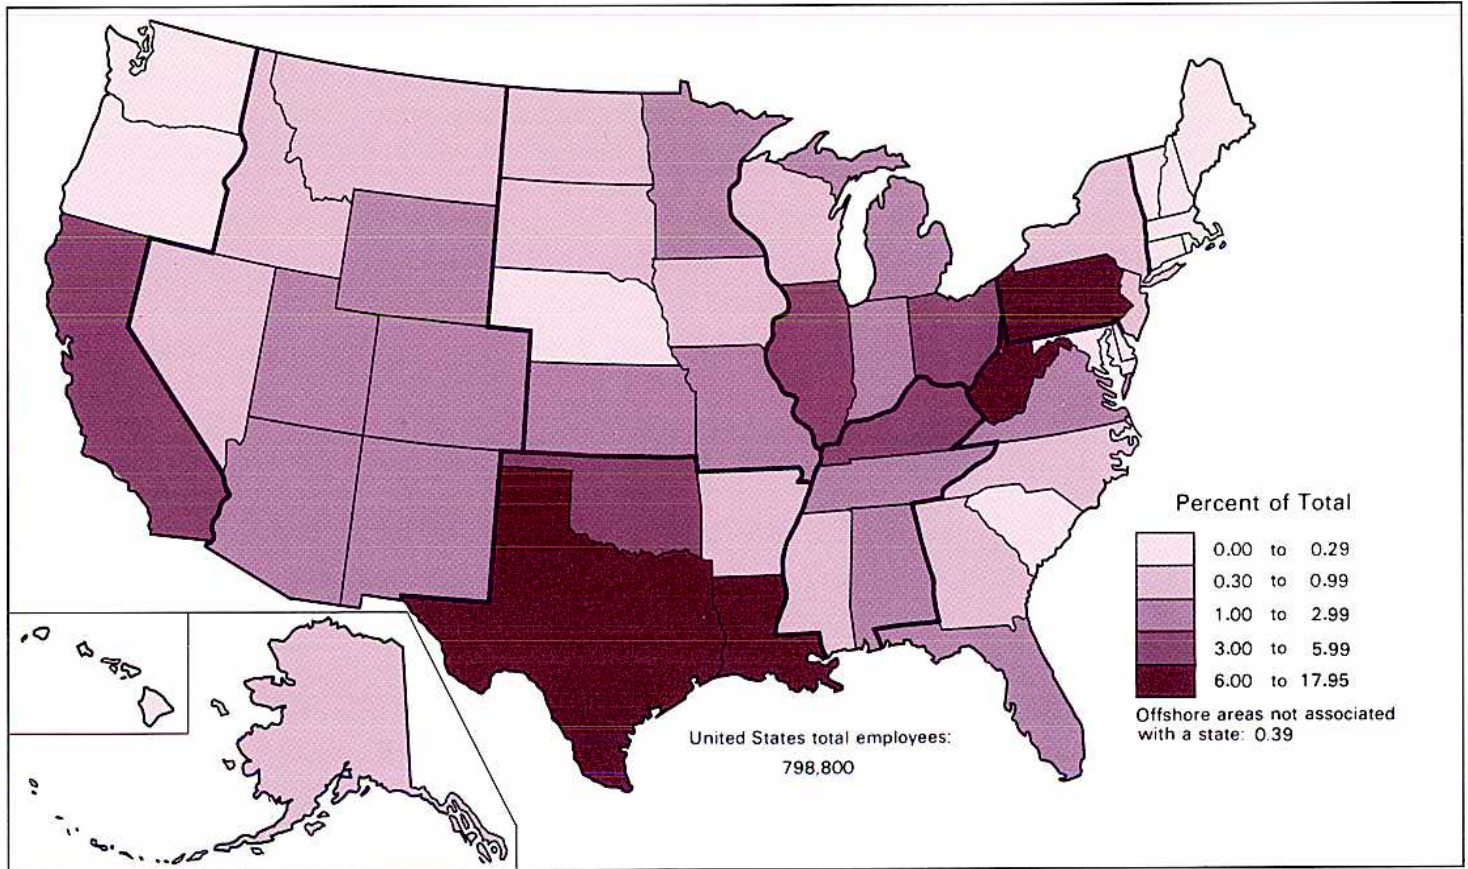 Percent of Total
0.00 to 0.29
0.30 to 0.99
1.00 to 2.99
3.00 to 5.99
6.00 to 17.95
Offshore areas not associated
with a state: 0.39
United States total employees:
798,800